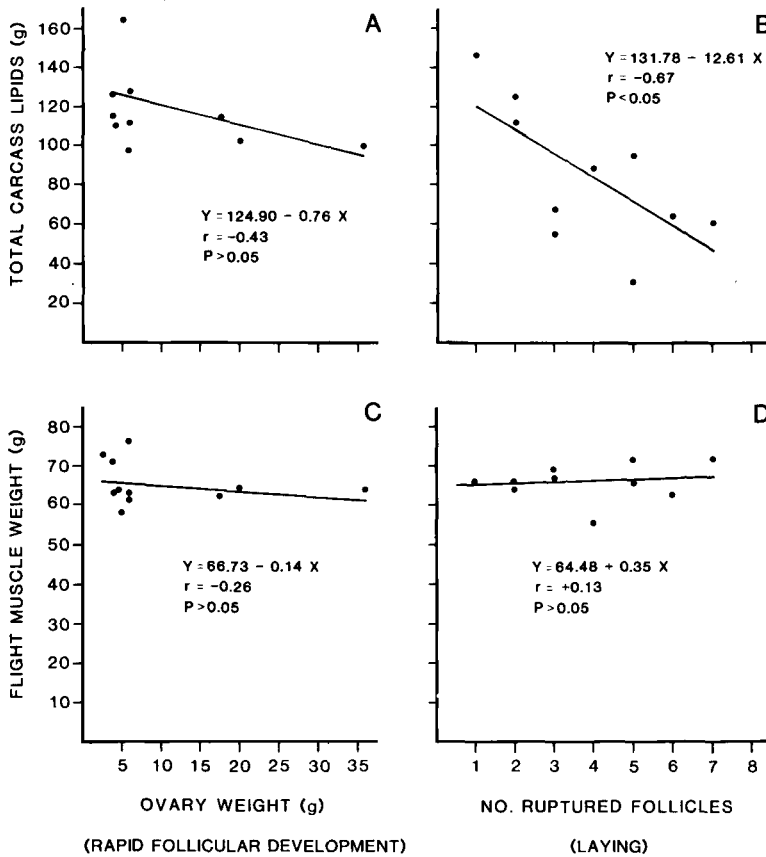 TOTAL CARCASS LIPIDS (g)
160
140
120
100
80
60
40
20
A
Y = 124.90 - 0.76 X
r = -0.43
P > 0.05
B
Y = 131.78 - 12.61 X
r = -0.67
P < 0.05
FLIGHT MUSCLE WEIGHT (g)
80
70
60
50
40
30
20
10
C
Y = 66.73 - 0.14 X
r = -0.26
P > 0.05
5 10 15 20 25 30 35
OVARY WEIGHT (g)
(RAPID FOLLICULAR DEVELOPMENT)
D
Y = 64.48 + 0.35 X
r = +0.13
P > 0.05
1 2 3 4 5 6 7 8
NO. RUPTURED FOLLICLES
(LAYING)